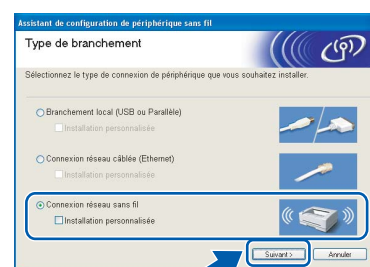 Assistant de configuration de périphérique sans fil
Type de branchement
Sélectionnez le type de connexion de périphérique que vous souhaitez installer.
Branchement local (USB ou Parallèle)
Installation personnalisée
Connexion réseau câblée (Ethernet)
Installation personnalisée
Connexion réseau sans fil
Installation personnalisée
Suivant >
Annuler